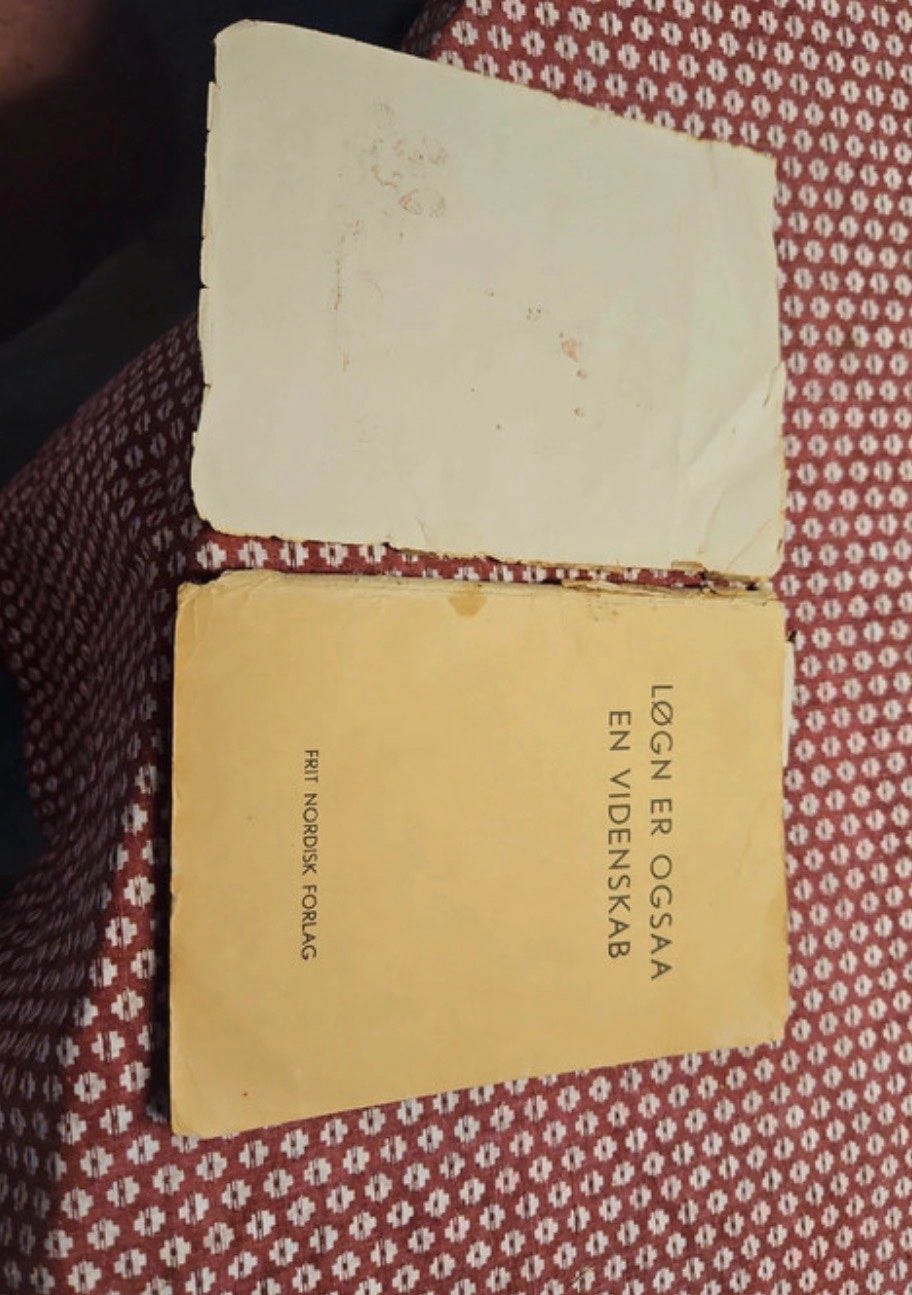 LØGN ER OGSAA
EN VIDENSKAB
FRIT NORDISK FORLAG